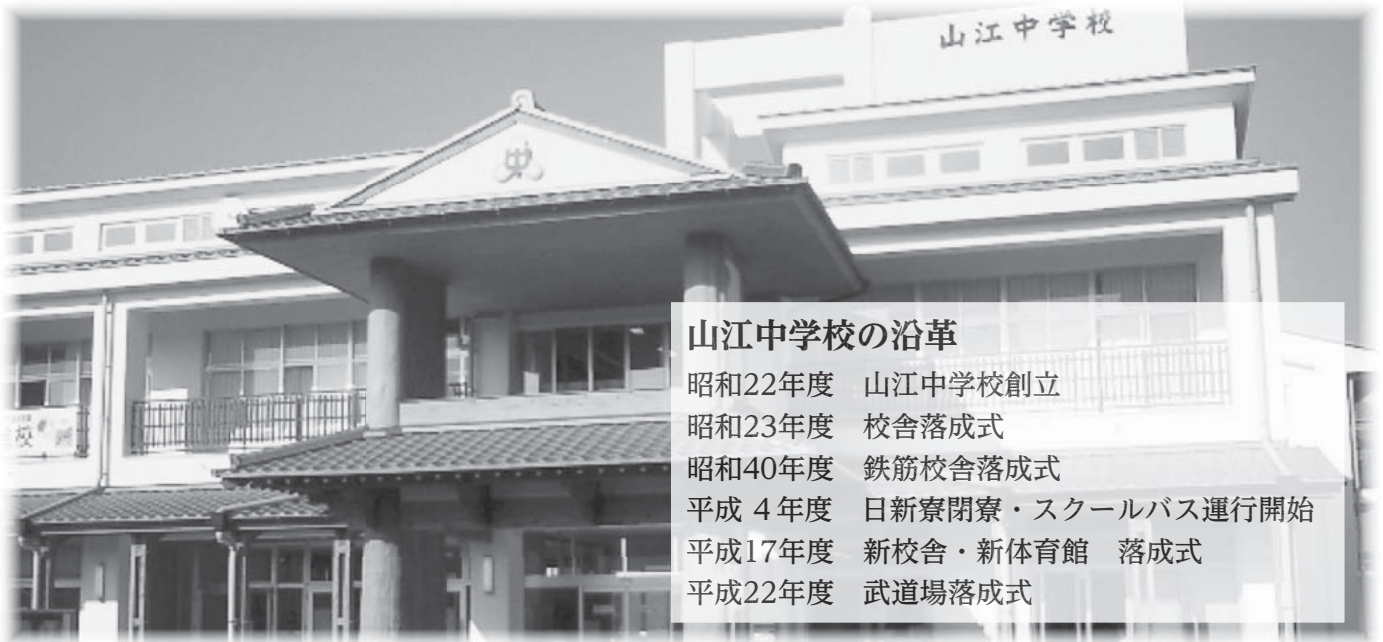 山江中学校
山江中学校の沿革
昭和22年度　山江中学校創立
昭和23年度　校舎落成式
昭和40年度　鉄筋校舎落成式
平成 4 年度　日新寮閉寮・スクールバス運行開始
平成17年度　新校舎・新体育館　落成式
平成22年度　武道場落成式